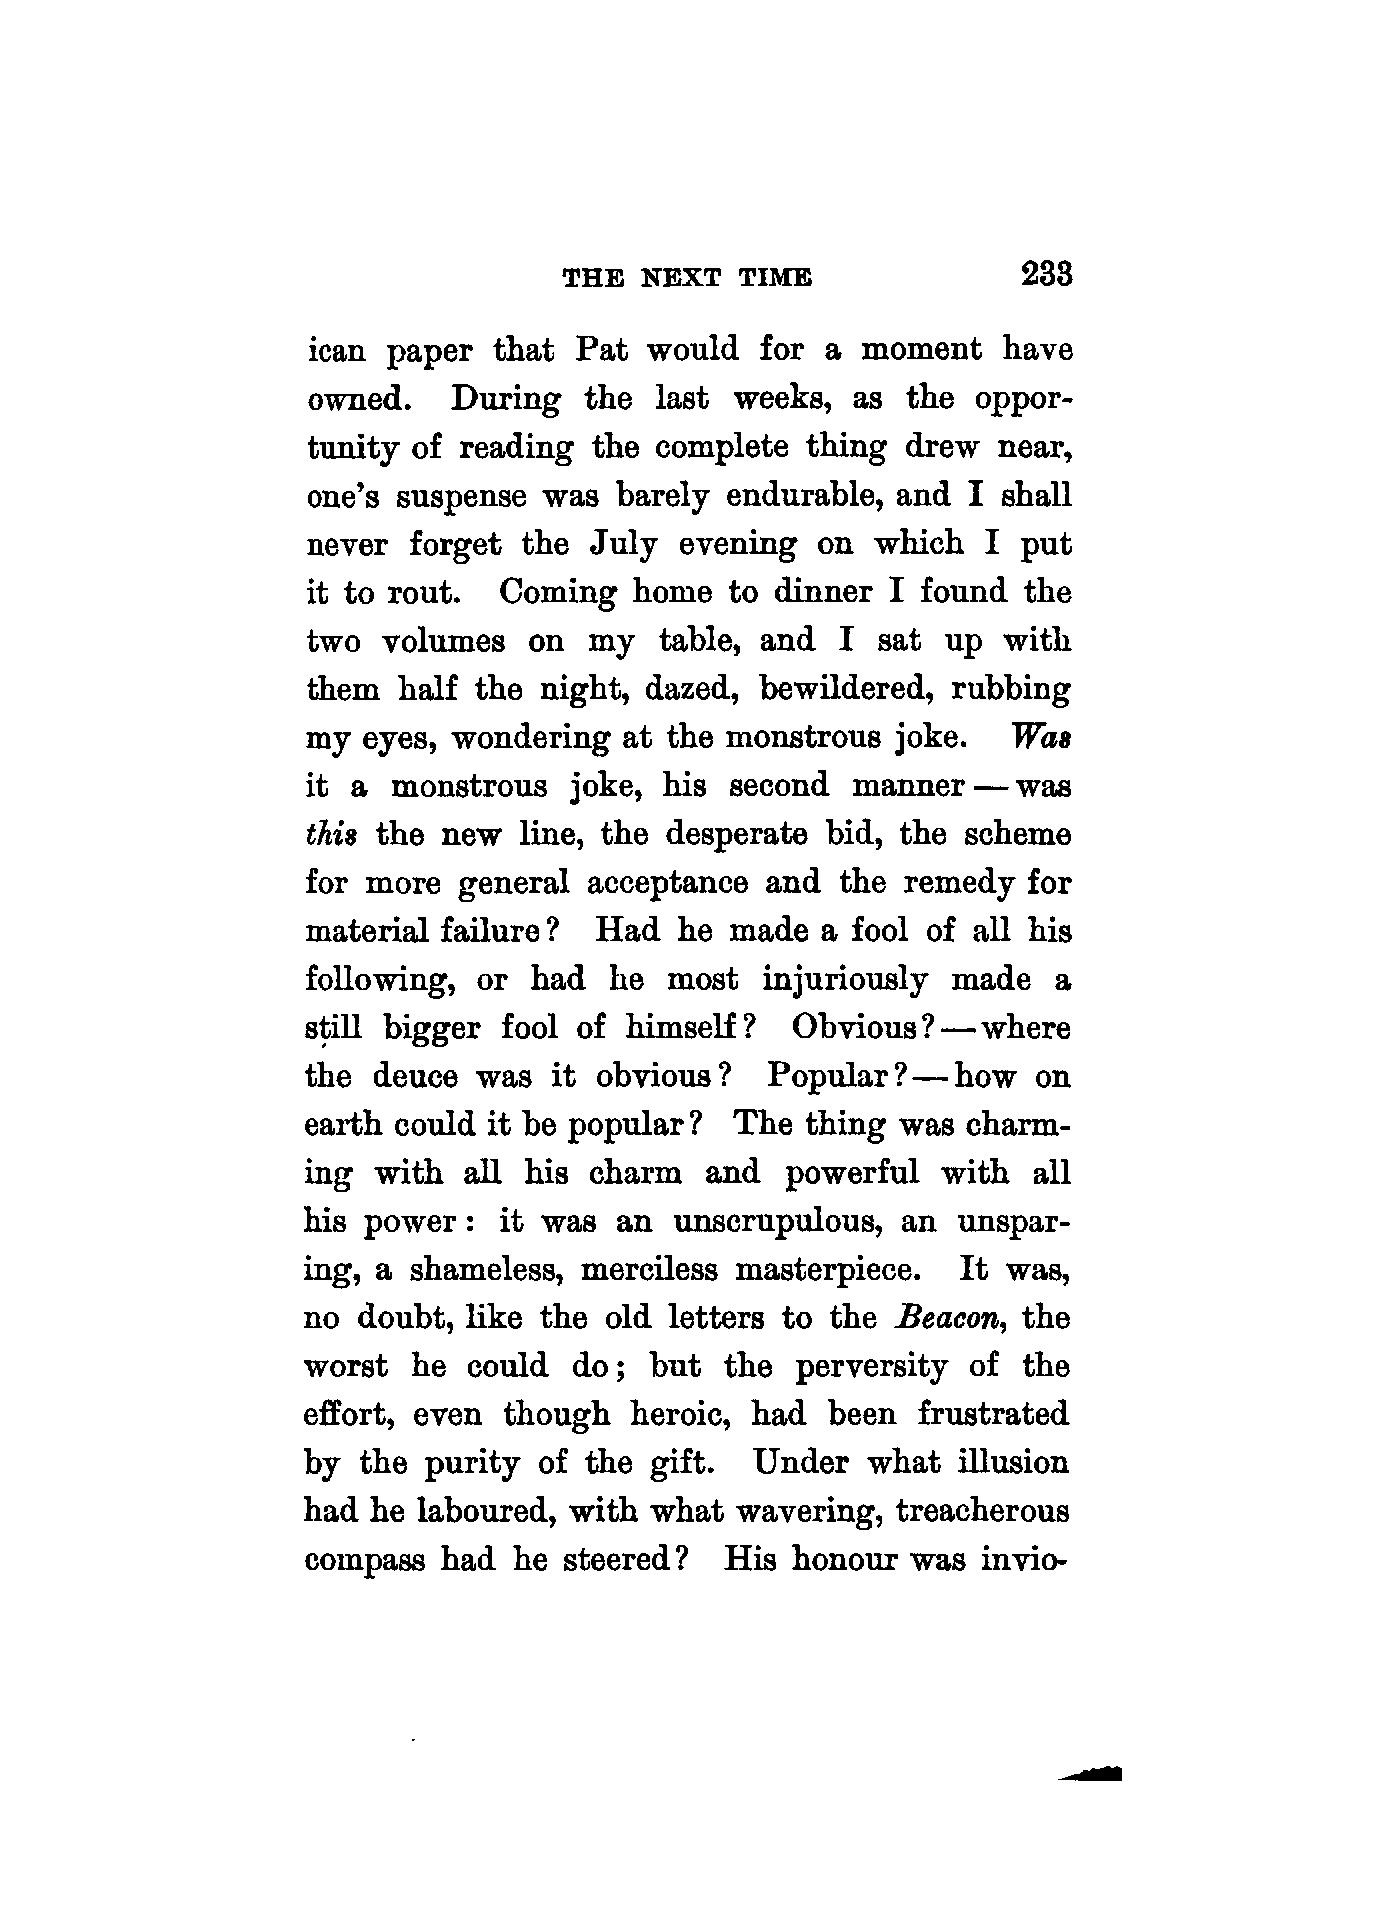 THE NEXT TIME 233
ican paper that Pat would for a moment have
owned. During the last weeks, as the oppor-
tunity of reading the complete thing drew near,
one's suspense was barely endurable, and I shall
never forget the July evening on which I put
it to rout. Coming home to dinner I found the
two volumes on my table, and I sat up with
them half the night, dazed, bewildered, rubbing
my eyes, wondering at the monstrous joke. Was
it a monstrous joke, his second manner — was
this the new line, the desperate bid, the scheme
for more general acceptance and the remedy for
material failure? Had he made a fool of all his
following, or had he most injuriously made a
still bigger fool of himself? Obvious? — where
the deuce was it obvious? Popular? — how on
earth could it be popular? The thing was charm-
ing with all his charm and powerful with all
his power: it was an unscrupulous, an unspar-
ing, a shameless, merciless masterpiece. It was,
no doubt, like the old letters to the Beacon, the
worst he could do; but the perversity of the
effort, even though heroic, had been frustrated
by the purity of the gift. Under what illusion
had he laboured, with what wavering, treacherous
compass had he steered? His honour was invio-